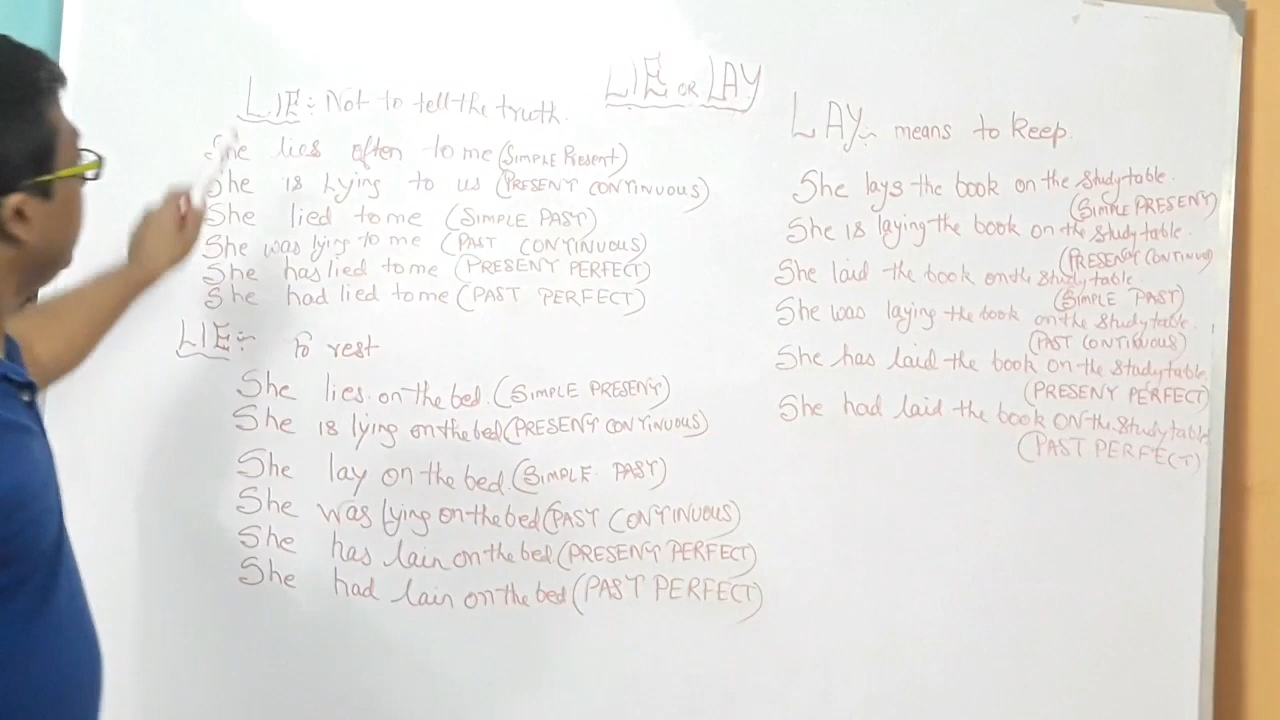 LIE OR LAY
LIE:- Not to tell the truth.
She lies often to me (SIMPLE Present)
She is Lying to us (PRESENT CONTINUOUS)
She lied to me (SIMPLE PAST)
She was lying to me (PAST CONTINUOUS)
She has lied to me (PRESENT PERFECT)
She had lied to me (PAST PERFECT)
LIE:- To rest
She lies on the bed. (SIMPLE PRESENT)
She is lying on the bed (PRESENT CONTINUOUS)
She lay on the bed. (SIMPLE PAST)
She was lying on the bed (PAST CONTINUOUS)
She has lain on the bed (PRESENT PERFECT)
She had lain on the bed (PAST PERFECT)
LAY:- means to Keep.
She lays the book on the study table.
(SIMPLE PRESENT)
She is laying the book on the study table.
(PRESENT CONTINUO)
She laid the book on the study table.
(SIMPLE PAST)
She was laying the book on the study table.
(PAST CONTINUOUS)
She has laid the book on the study table.
(PRESENT PERFECT)
She had laid the book ON the study table
(PAST PERFECT)